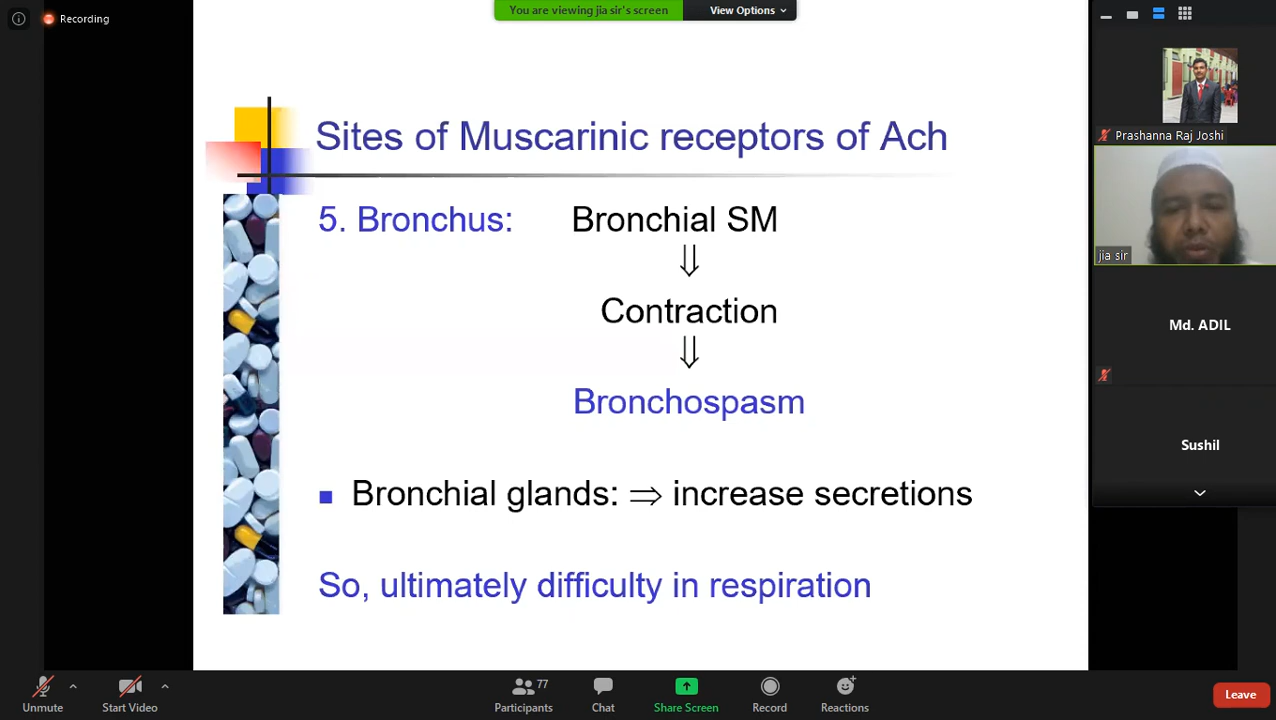 Recording
You are viewing jia sir's screen
View Options
Sites of Muscarinic receptors of Ach
5. Bronchus: Bronchial SM
⇓
Contraction
⇓
Bronchospasm
■ Bronchial glands: ⇒ increase secretions
So, ultimately difficulty in respiration
Prashanna Raj Joshi
jia sir
Md. ADIL
Sushil
Unmute
Start Video
77
Participants
Chat
Share Screen
Record
Reactions
Leave